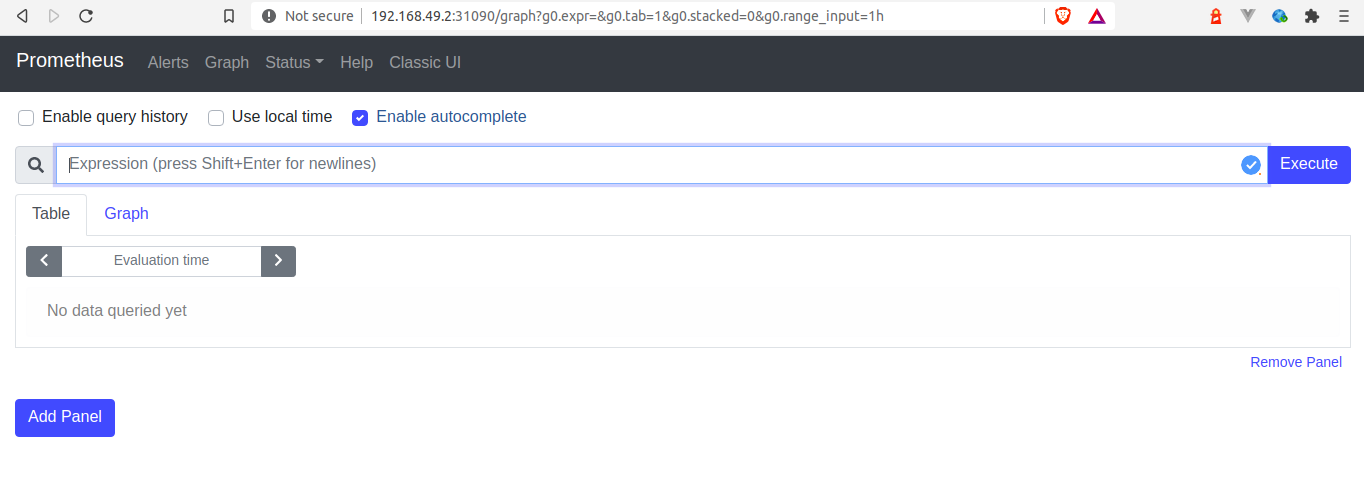 Not secure 192.168.49.2:31090/graph?g0.expr=&g0.tab=1&g0.stacked=0&g0.range_input=1h
Prometheus Alerts Graph Status Help Classic UI
Enable query history Use local time Enable autocomplete
Expression (press Shift+Enter for newlines) Execute
Table Graph
Evaluation time
No data queried yet
Remove Panel
Add Panel